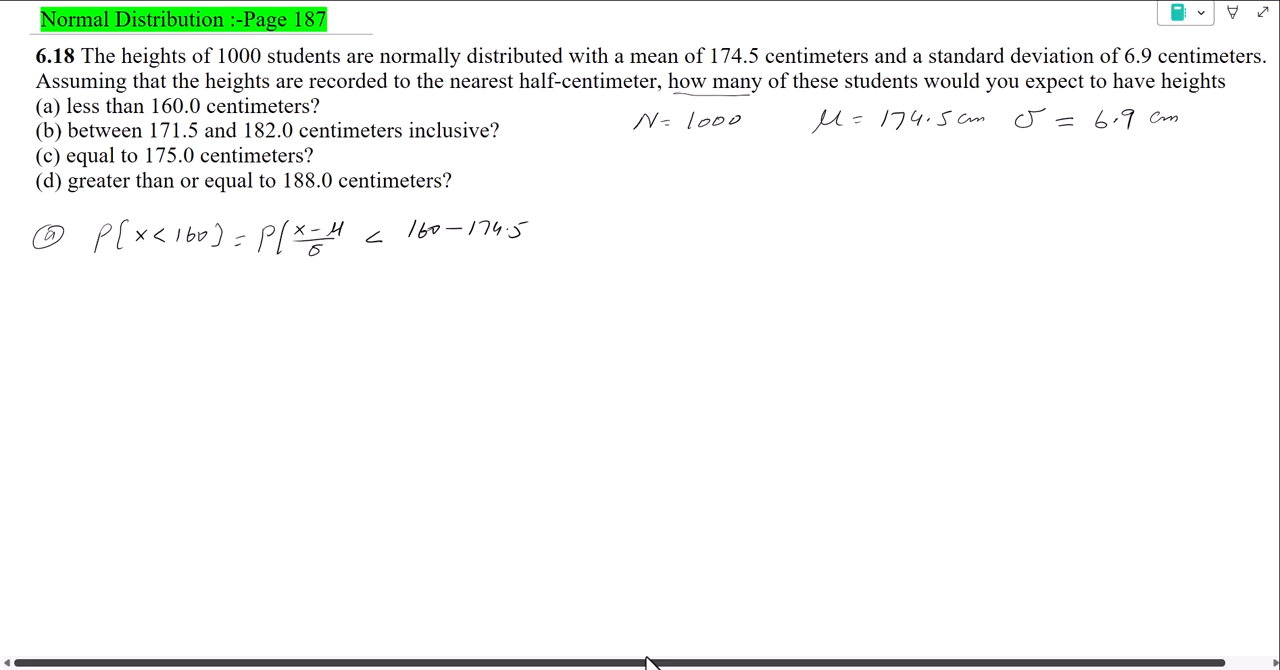 Normal Distribution :-Page 187
6.18 The heights of 1000 students are normally distributed with a mean of 174.5 centimeters and a standard deviation of 6.9 centimeters.
Assuming that the heights are recorded to the nearest half-centimeter, how many of these students would you expect to have heights
(a) less than 160.0 centimeters?
(b) between 171.5 and 182.0 centimeters inclusive?
(c) equal to 175.0 centimeters?
(d) greater than or equal to 188.0 centimeters?
N = 1000 μ = 174.5 cm σ = 6.9 cm
ⓐ P[x < 160] = P[(x - μ)/σ < 160 - 174.5